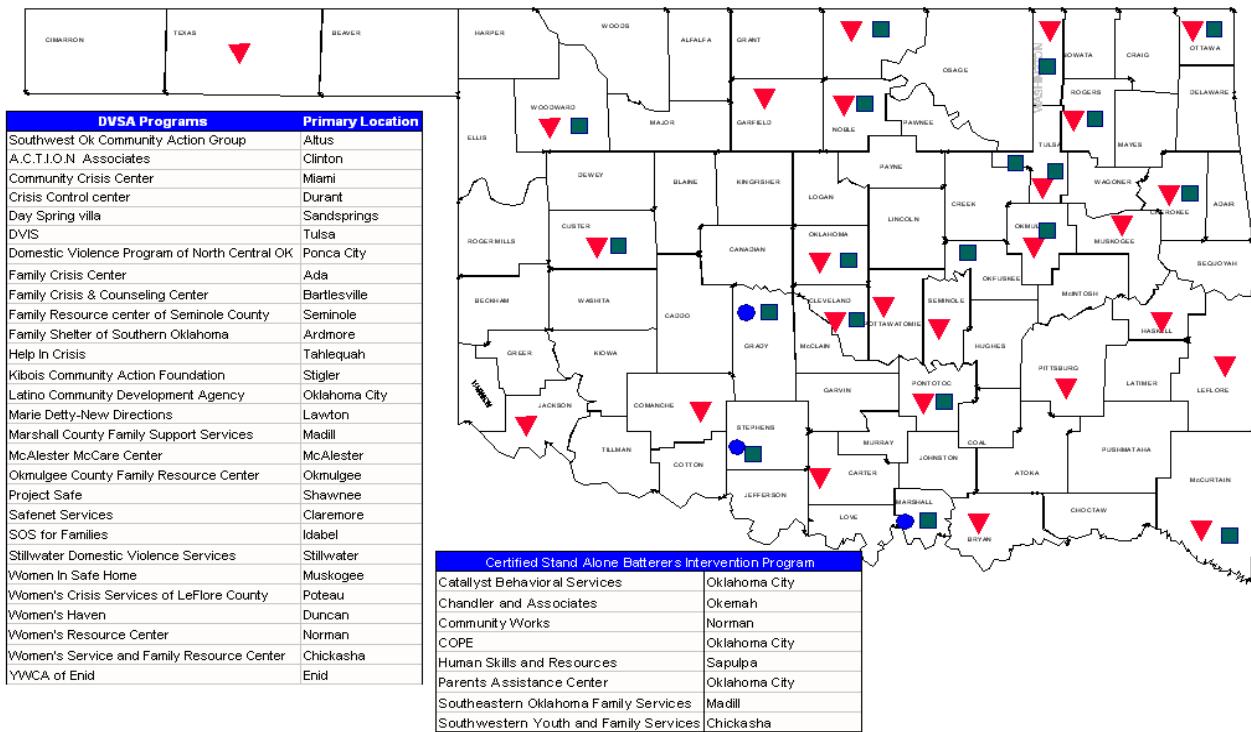 CIMARRON
TEXAS
BEAVER
HARPER
WOODS
ALFALFA
GRANT
OSAGE
WASHINGTON
NOWATA
CRAIG
OTTAWA
WOODWARD
MAJOR
GARFIELD
NOBLE
PAWNEE
ROGERS
MAYES
DELAWARE
ELLIS
DEWEY
BLAINE
KINGFISHER
LOGAN
PAYNE
LINCOLN
CREEK
TULSA
WAGONER
CHEROKEE
ADAIR
ROGER MILLS
CUSTER
CANADIAN
OKLAHOMA
OKFUSKEE
OKMUL
MUSKOGEE
SEQUOYAH
BECKHAM
WASHITA
CADDO
GRADY
CLEVELAND
McCLAIN
OTTAWATOMIE
SEMINOLE
HUGHES
McINTOSH
HASKELL
GREER
KIOWA
HARMON
JACKSON
COMANCHE
TILLMAN
COTTON
STEPHENS
JEFFERSON
GARVIN
MURRAY
CARTER
LOVE
PONTOTOC
JOHNSTON
MARSHALL
COAL
PITTSBURG
LATIMER
LEFLORE
ATOKA
PUSHMATAHA
McCURTAIN
BRYAN
CHOCTAW
DVSA Programs Primary Location
Southwest Ok Community Action Group Altus
A.C.T.I.O.N Associates Clinton
Community Crisis Center Miami
Crisis Control center Durant
Day Spring villa Sandsprings
DVIS Tulsa
Domestic Violence Program of North Central OK Ponca City
Family Crisis Center Ada
Family Crisis & Counseling Center Bartlesville
Family Resource center of Seminole County Seminole
Family Shelter of Southern Oklahoma Ardmore
Help In Crisis Tahlequah
Kibois Community Action Foundation Stigler
Latino Community Development Agency Oklahoma City
Marie Detty-New Directions Lawton
Marshall County Family Support Services Madill
McAlester McCare Center McAlester
Okmulgee County Family Resource Center Okmulgee
Project Safe Shawnee
Safenet Services Claremore
SOS for Families Idabel
Stillwater Domestic Violence Services Stillwater
Women In Safe Home Muskogee
Women's Crisis Services of LeFlore County Poteau
Women's Haven Duncan
Women's Resource Center Norman
Women's Service and Family Resource Center Chickasha
YWCA of Enid Enid
Certified Stand Alone Batterers Intervention Program
Catallyst Behavioral Services Oklahoma City
Chandler and Associates Okemah
Community Works Norman
COPE Oklahoma City
Human Skills and Resources Sapulpa
Parents Assistance Center Oklahoma City
Southeastern Oklahoma Family Services Madill
Southwestern Youth and Family Services Chickasha